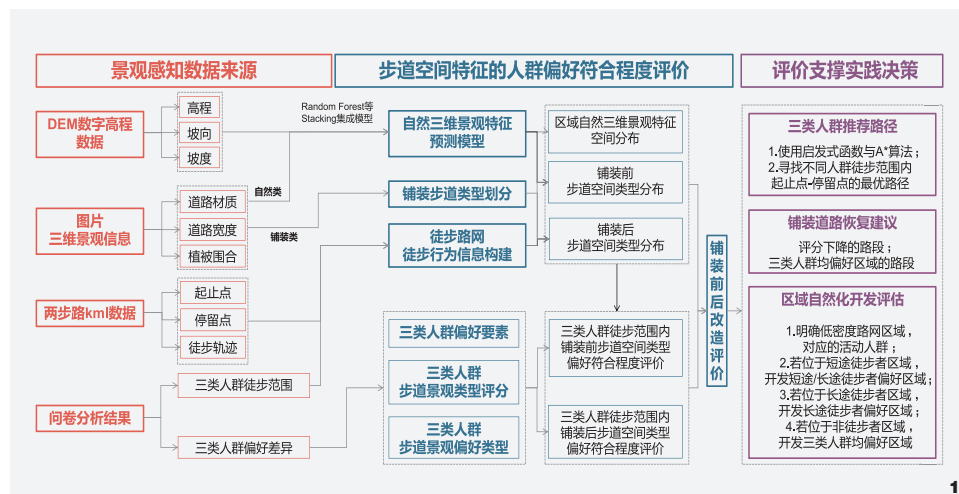 景观感知数据来源
DEM数字高程
数据
高程
坡向
坡度
图片
三维景观信息
道路材质
道路宽度
植被围合
自然类
铺装类
两步路kml数据
起止点
停留点
徒步轨迹
问卷分析结果
三类人群徒步范围
三类人群偏好差异
步道空间特征的人群偏好符合程度评价
Random Forest等
Stacking集成模型
自然三维景观特征
预测模型
铺装步道类型划分
徒步路网
徒步行为信息构建
区域自然三维景观特征
空间分布
铺装前
步道空间类型分布
铺装后
步道空间类型分布
三类人群偏好要素
三类人群
步道景观类型评分
三类人群
步道景观偏好类型
三类人群徒步范围内
铺装前步道空间类型
偏好符合程度评价
三类人群徒步范围内
铺装后步道空间类型
偏好符合程度评价
铺装前后改造评价
评价支撑实践决策
三类人群推荐路径
1.使用启发式函数与A*算法；
2.寻找不同人群徒步范围内
起止点-停留点的最优路径
铺装道路恢复建议
评分下降的路段；
三类人群均偏好区域的路段
区域自然化开发评估
1.明确低密度路网区域，
对应的活动人群；
2.若位于短途徒步者区域，
开发短途/长途徒步者偏好区域；
3.若位于长途徒步者区域，
开发长途徒步者偏好区域；
4.若位于非徒步者区域，
开发三类人群均偏好区域
1